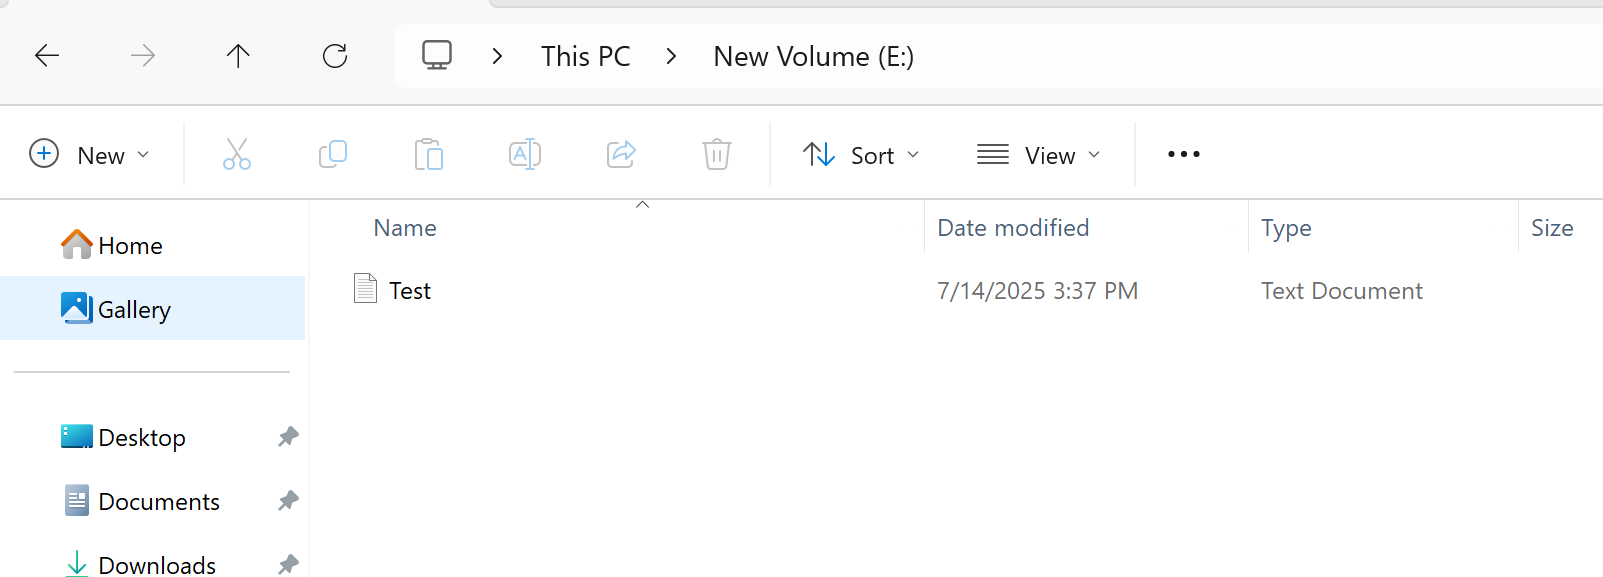 This PC
New Volume (E:)
New
Sort
View
Name
Date modified
Type
Size
Test
7/14/2025 3:37 PM
Text Document
Home
Gallery
Desktop
Documents
Downloads